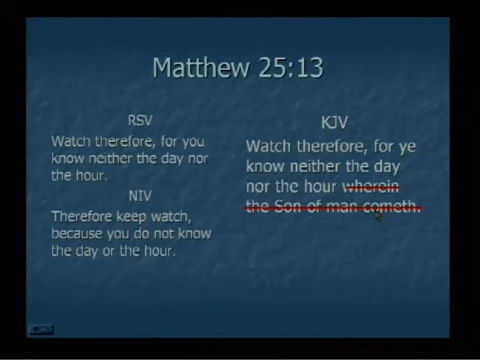 Matthew 25:13
RSV
Watch therefore, for you
know neither the day nor
the hour.
NIV
Therefore keep watch,
because you do not know
the day or the hour.
KJV
Watch therefore, for ye
know neither the day
nor the hour wherein
the Son of man cometh.